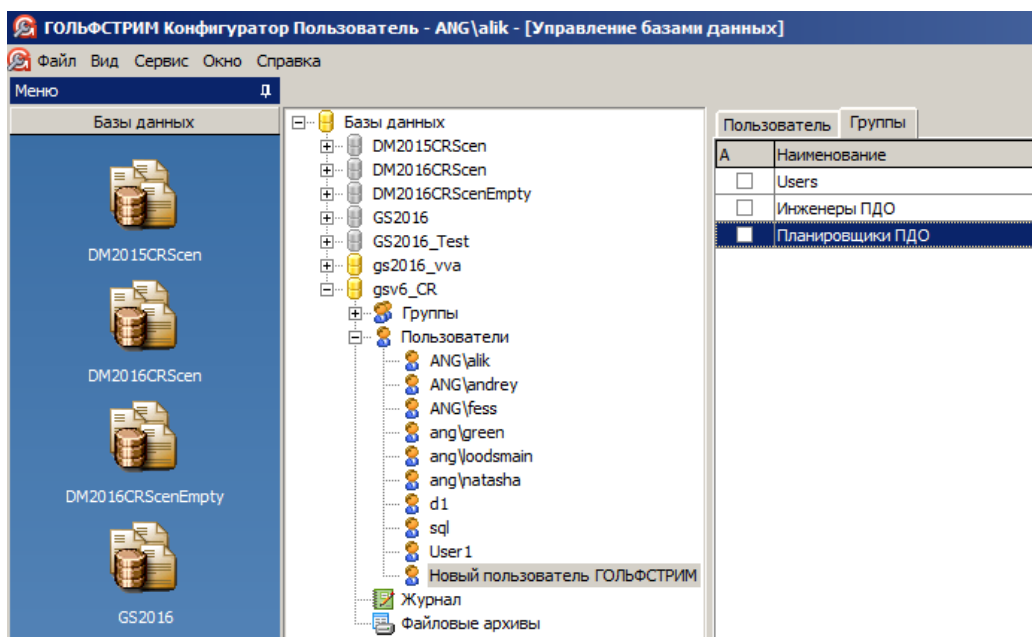 ГОЛЬФСТРИМ Конфигуратор Пользователь - ANG\alik - [Управление базами данных]
Файл Вид Сервис Окно Справка
Меню
Базы данных
DM2015CRScen
DM2016CRScen
DM2016CRScenEmpty
GS2016
Базы данных
DM2015CRScen
DM2016CRScen
DM2016CRScenEmpty
GS2016
GS2016_Test
gs2016_vva
gsv6_CR
Группы
Пользователи
ANG\alik
ANG\andrey
ANG\fess
ang\green
ang\loodsmain
ang\natasha
d1
sql
User1
Новый пользователь ГОЛЬФСТРИМ
Журнал
Файловые архивы
Пользователь Группы
А Наименование
Users
Инженеры ПДО
Планировщики ПДО